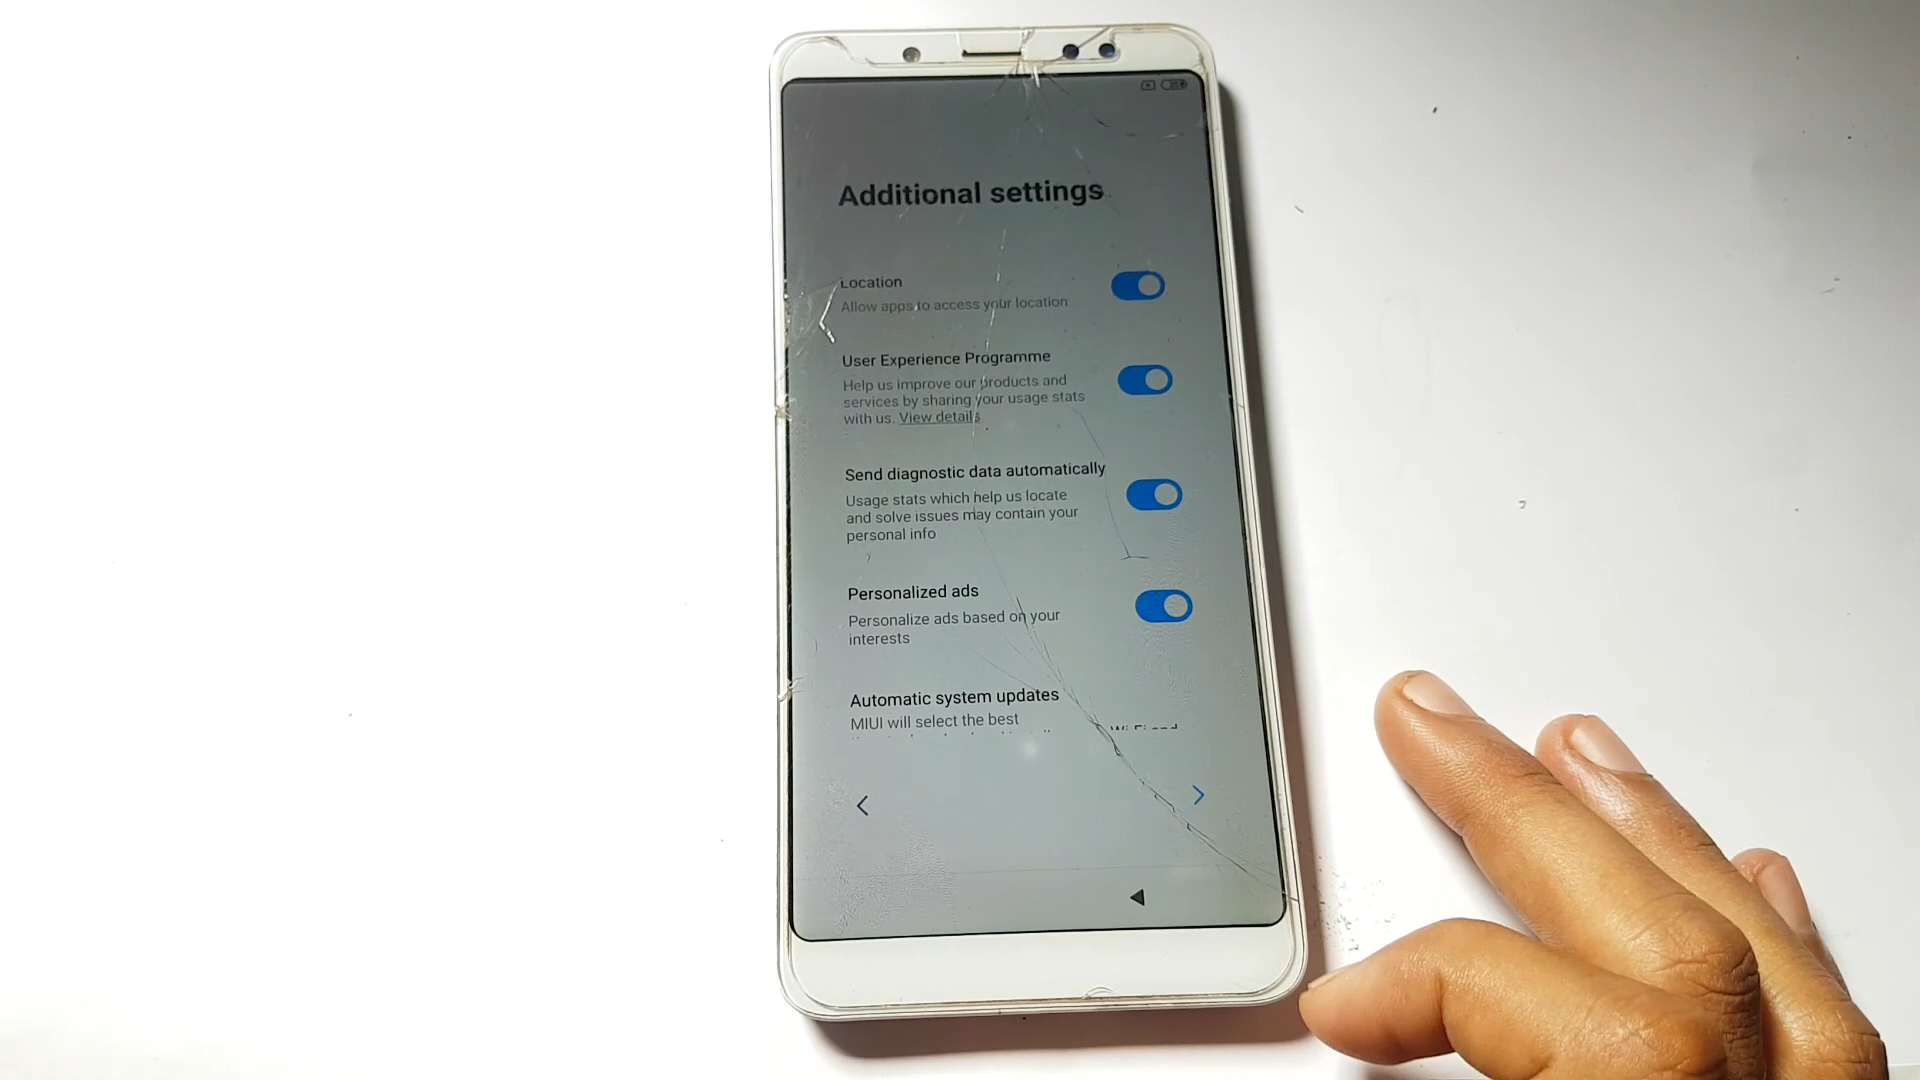 Additional settings
Location
Allow apps to access your location
User Experience Programme
Help us improve our products and
services by sharing your usage stats
with us. View details
Send diagnostic data automatically
Usage stats which help us locate
and solve issues may contain your
personal info
Personalized ads
Personalize ads based on your
interests
Automatic system updates
MIUI will select the best